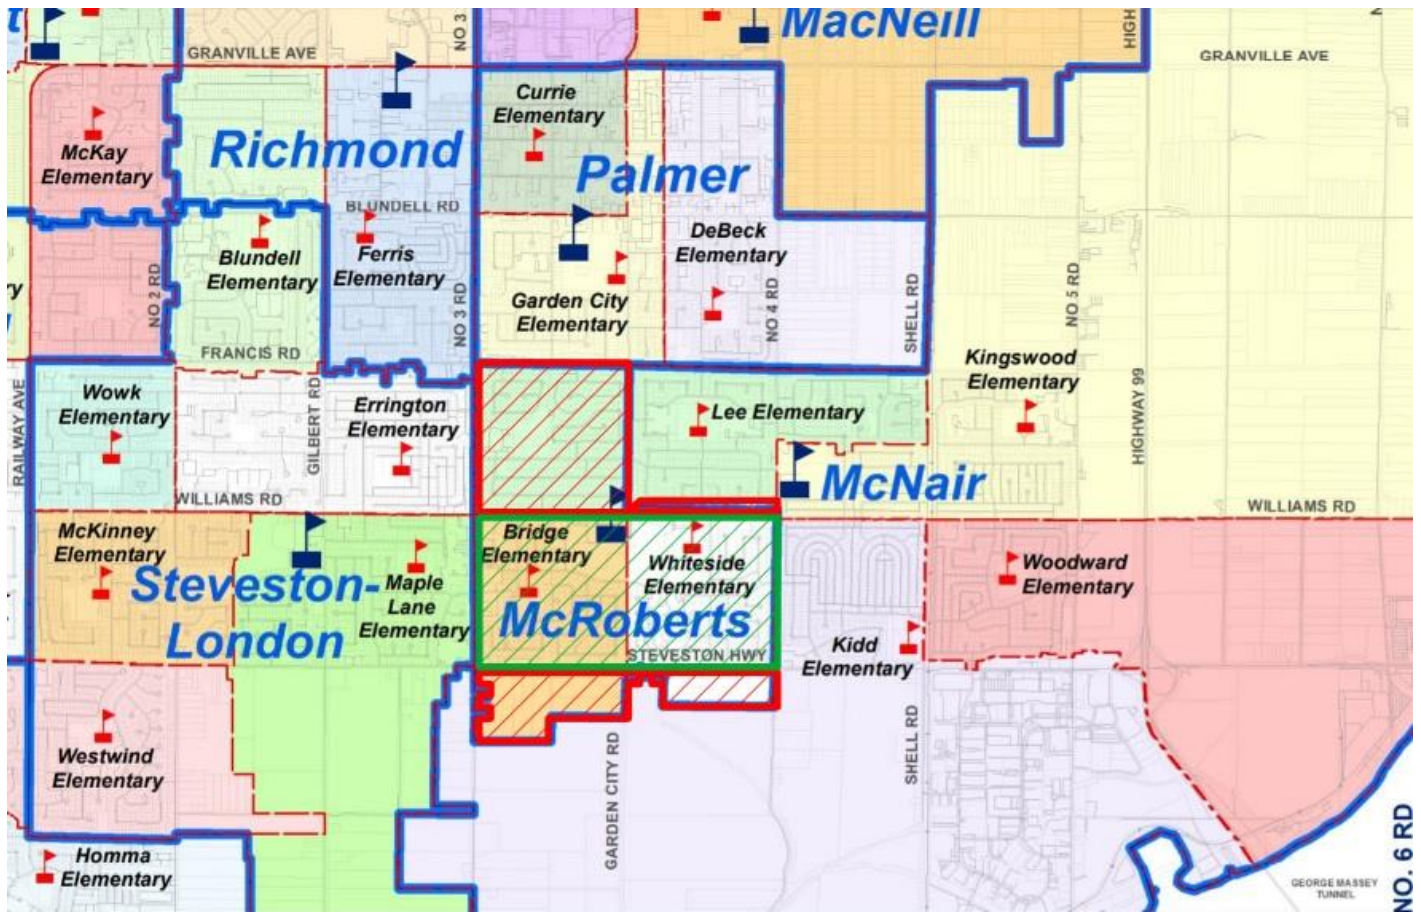 t
NO 3
MacNeill
HIGH
GRANVILLE AVE
GRANVILLE AVE
Currie
Elementary
McKay
Elementary
Richmond
Palmer
BLUNDELL RD
DeBeck
Elementary
Blundell
Elementary
Ferris
Elementary
NO 2 RD
NO 3 RD
Garden City
Elementary
NO 4 RD
SHELL RD
NO 5 RD
ry
FRANCIS RD
Kingswood
Elementary
HIGHWAY 99
RAILWAY AVE
Wowk
Elementary
GILBERT RD
Errington
Elementary
Lee Elementary
McNair
WILLIAMS RD
WILLIAMS RD
McKinney
Elementary
Bridge
Elementary
Whiteside
Elementary
Woodward
Elementary
Steveston-
London
Maple
Lane
Elementary
McRoberts
STEVESTON HWY
Kidd
Elementary
Westwind
Elementary
GARDEN CITY RD
SHELL RD
Homma
Elementary
GEORGE MASSEY
TUNNEL
NO. 6 RD